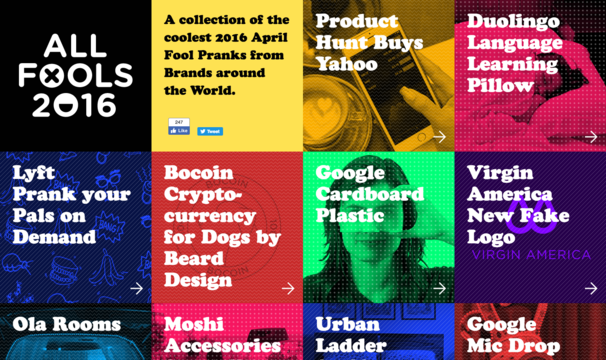 ALL
FOOLS
2016
A collection of the
coolest 2016 April
Fool Pranks from
Brands around
the World.
247
Like
Tweet
Product
Hunt Buys
Yahoo
Duolingo
Language
Learning
Pillow
Lyft
Prank your
Pals on
Demand
Bocoin
Crypto-
currency
for Dogs by
Beard
Design
BOCOIN
Google
Cardboard
Plastic
Virgin
America
New Fake
Logo
VIRGIN AMERICA
Ola Rooms
Moshi
Accessories
Urban
Ladder
Google
Mic Drop